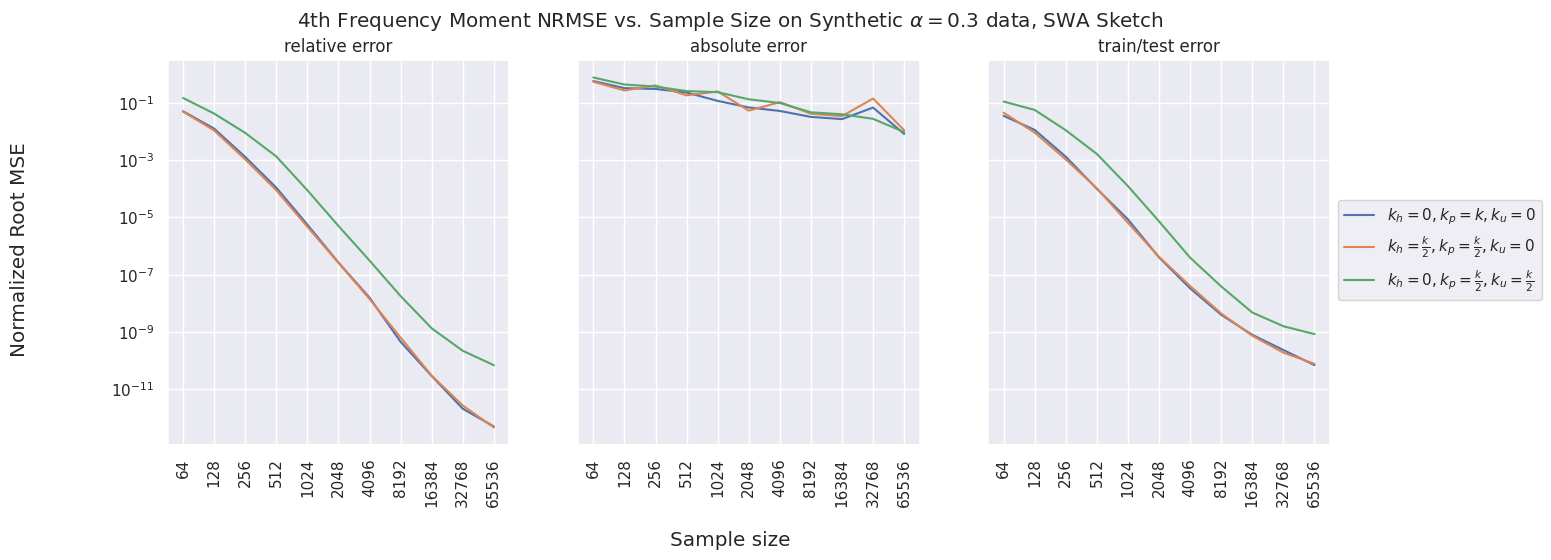 4th Frequency Moment NRMSE vs. Sample Size on Synthetic α = 0.3 data, SWA Sketch
relative error
absolute error
train/test error
Normalized Root MSE
10⁻¹
10⁻³
10⁻⁵
10⁻⁷
10⁻⁹
10⁻¹¹
64 128 256 512 1024 2048 4096 8192 16384 32768 65536
64 128 256 512 1024 2048 4096 8192 16384 32768 65536
64 128 256 512 1024 2048 4096 8192 16384 32768 65536
Sample size
k_h = 0, k_p = k, k_u = 0
k_h = k/2, k_p = k/2, k_u = 0
k_h = 0, k_p = k/2, k_u = k/2